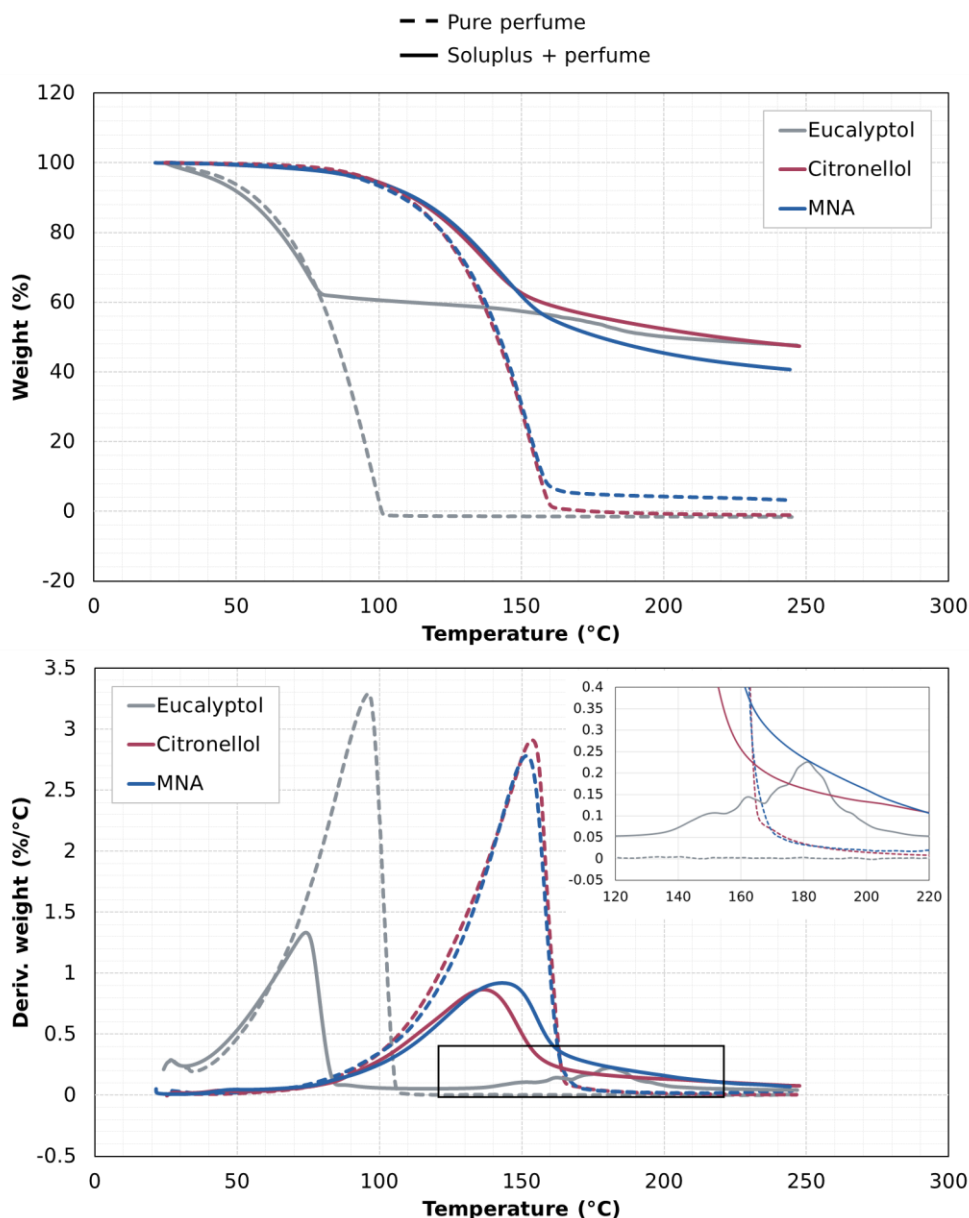 Pure perfume
Soluplus + perfume
120
100
80
60
40
20
0
-20
Weight (%)
Eucalyptol
Citronellol
MNA
0 50 100 150 200 250 300
Temperature (°C)
3.5
3
2.5
2
1.5
1
0.5
0
-0.5
Deriv. weight (%/°C)
Eucalyptol
Citronellol
MNA
0.4
0.35
0.3
0.25
0.2
0.15
0.1
0.05
0
-0.05
120 140 160 180 200 220
0 50 100 150 200 250 300
Temperature (°C)